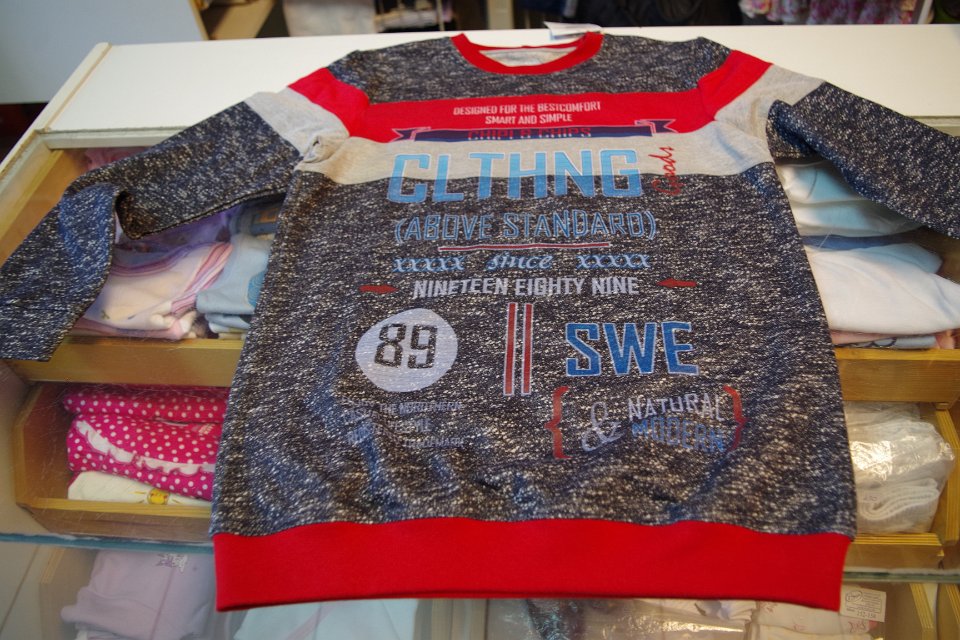 DESIGNED FOR THE BESTCOMFORT
SMART AND SIMPLE
CLTHNG
Goods
(ABOVE STANDARD)
xxxxx since xxxxx
NINETEEN EIGHTY NINE
89
SWE
{ & NATURAL
MODERN }